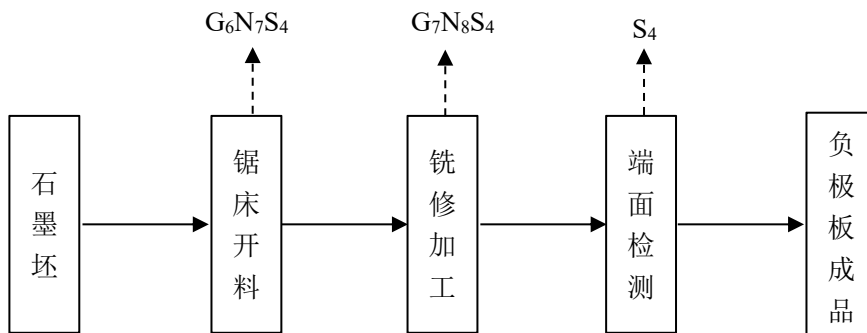 G₆N₇S₄
G₇N₈S₄
S₄
石墨坯
锯床开料
铣修加工
端面检测
负极板成品